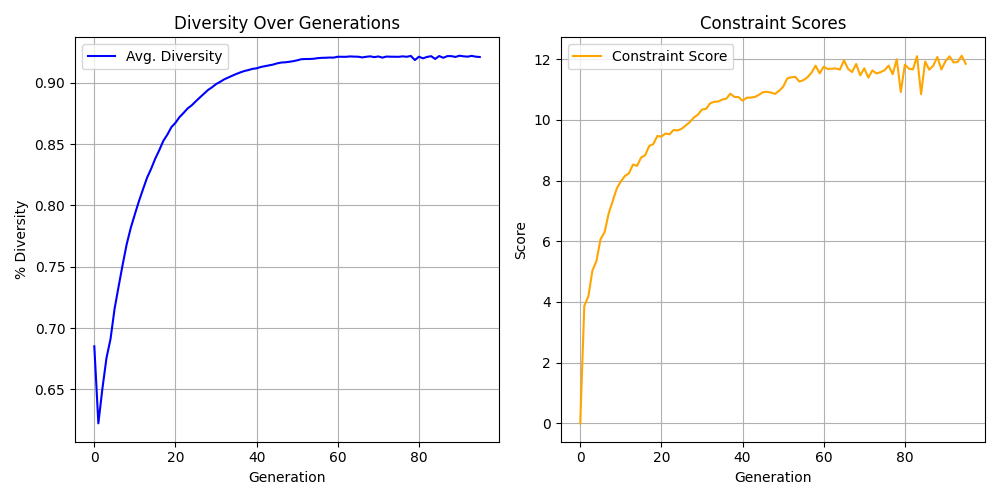 Diversity Over Generations
Avg. Diversity
% Diversity
0.90
0.85
0.80
0.75
0.70
0.65
0 20 40 60 80
Generation
Constraint Scores
Constraint Score
Score
12
10
8
6
4
2
0
0 20 40 60 80
Generation